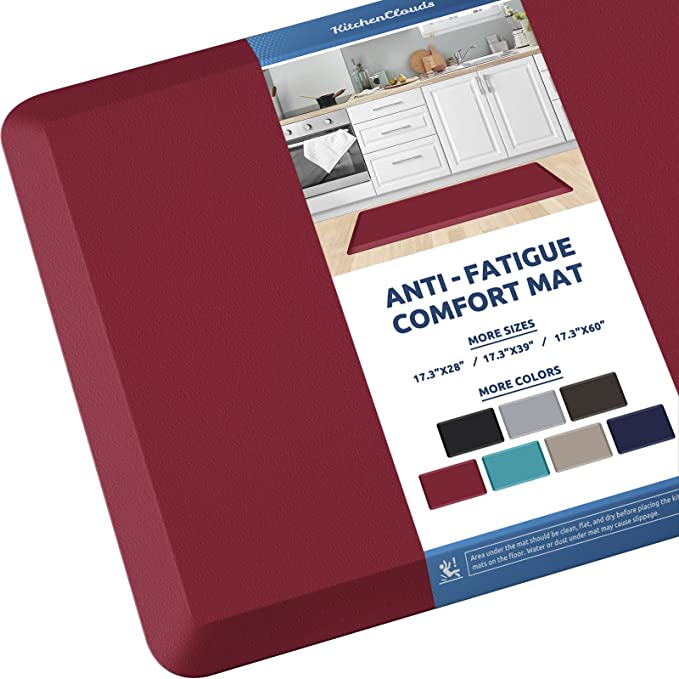 KitchenClouds
ANTI-FATIGUE
COMFORT MAT
MORE SIZES
17.3"X28" / 17.3"X39" / 17.3"X60"
MORE COLORS
Area under the mat should be clean, flat, and dry before placing the
mats on the floor. Water or dust under mat may cause slippage.